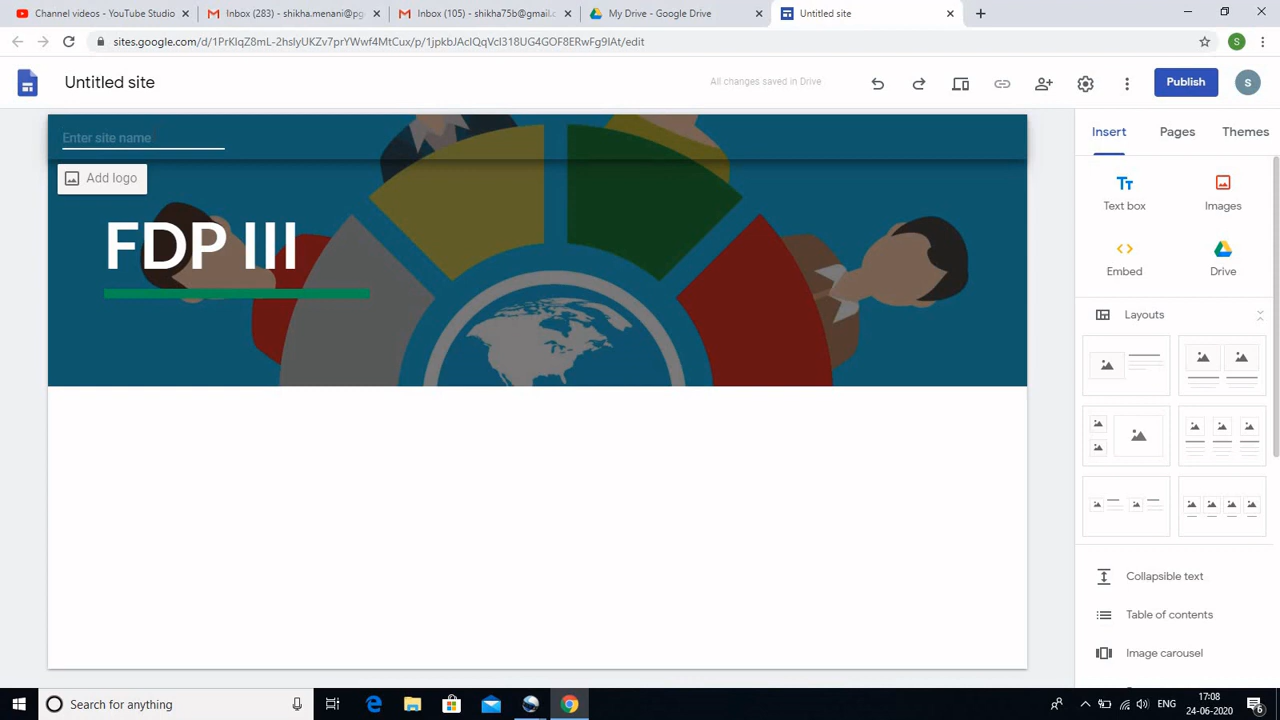 Channel videos - YouTube Studio
Inbox (283) - shikha.menani@pg
Inbox (105) - shikha75b@gmail.c
My Drive - Google Drive
Untitled site
sites.google.com/d/1PrKlqZ8mL-2hslyUKZv7prYWwf4MtCux/p/1jpkbJAclQqVcl318UG4GOF8ERwFg9IAt/edit
S
Untitled site
All changes saved in Drive
Publish
S
Enter site name
Add logo
FDP III
Insert
Pages
Themes
Text box
Images
Embed
Drive
Layouts
Collapsible text
Table of contents
Image carousel
Search for anything
ENG
17:08
24-06-2020
6